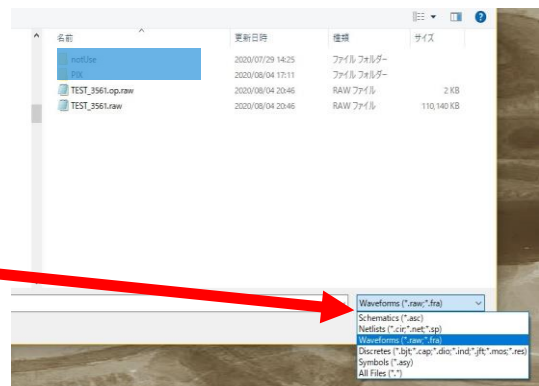 名前 更新日時 種類 サイズ
notUse 2020/07/29 14:25 ファイル フォルダー
PIX 2020/08/04 17:11 ファイル フォルダー
TEST_3561.op.raw 2020/08/04 20:46 RAW ファイル 2 KB
TEST_3561.raw 2020/08/04 20:46 RAW ファイル 110,140 KB
Waveforms (*.raw;*.fra)
Schematics (*.asc)
Netlists (*.cir;*.net;*.sp)
Waveforms (*.raw;*.fra)
Discretes (*.bjt;*.cap;*.dio;*.ind;*.jft;*.mos;*.res)
Symbols (*.asy)
All Files (*.*)